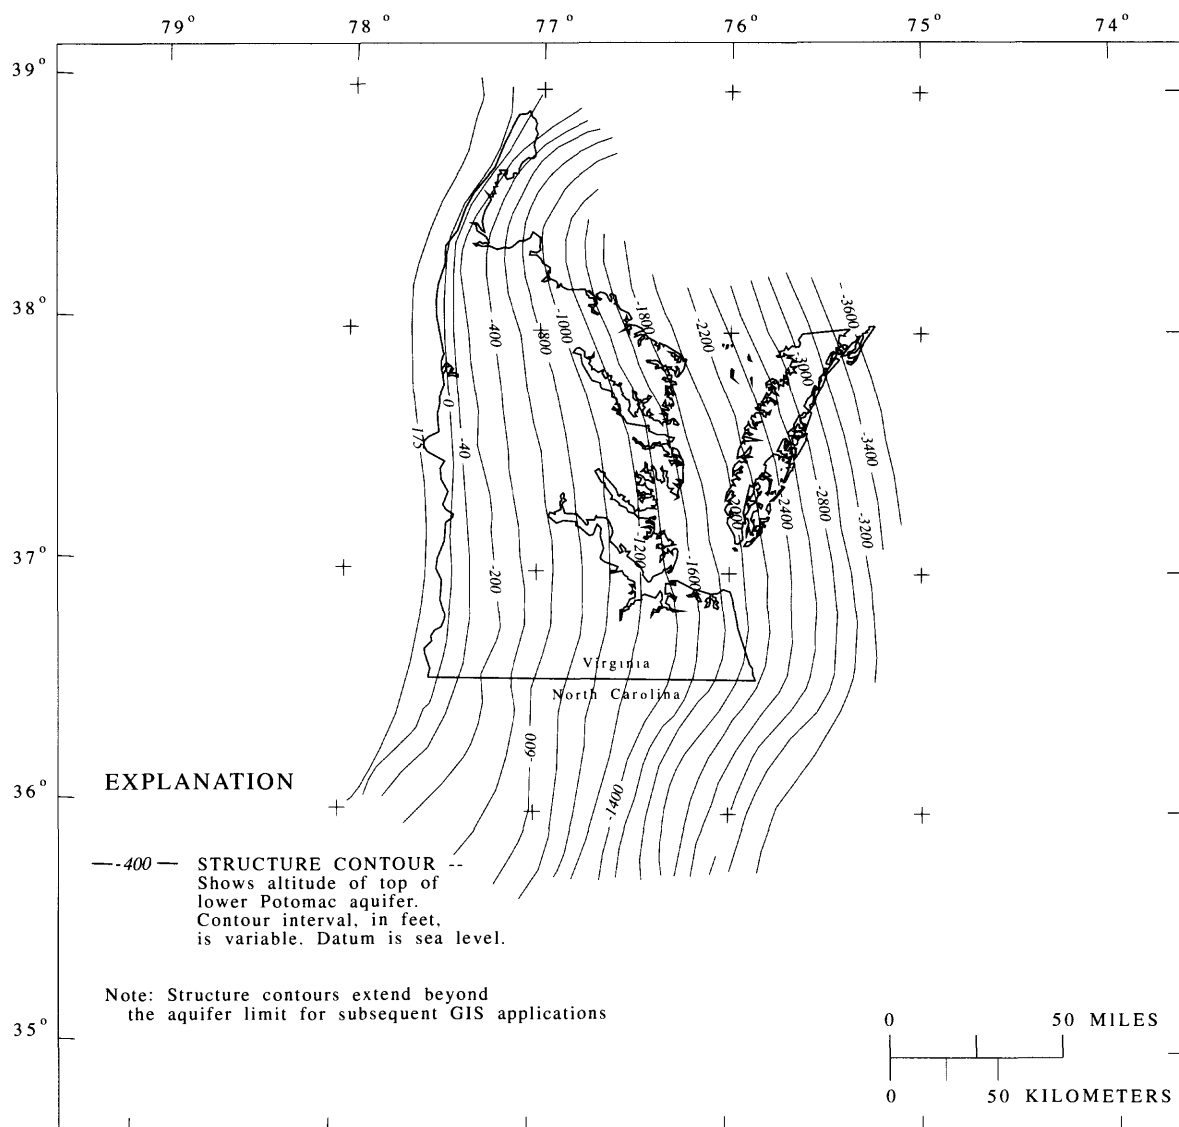 79° 78° 77° 76° 75° 74°
39°
38°
37°
36°
35°
-3600
-1800
-1000
-2200
-400
-800
-3000
0
175
-40
-3400
-2000
-2400
-2800
-3200
-1200
-1600
-200
Virginia
North Carolina
-600
-1400
EXPLANATION
-400 STRUCTURE CONTOUR --
Shows altitude of top of
lower Potomac aquifer.
Contour interval, in feet,
is variable. Datum is sea level.
Note: Structure contours extend beyond
the aquifer limit for subsequent GIS applications
0 50 MILES
0 50 KILOMETERS